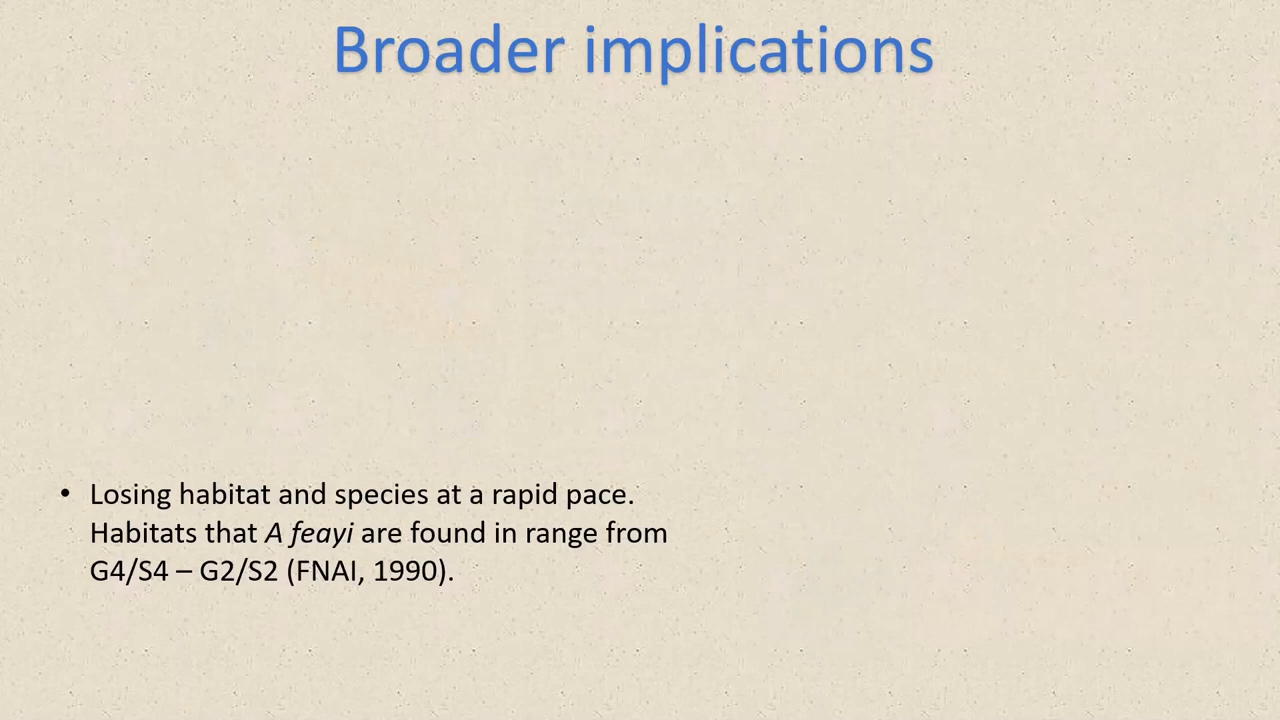 Broader implications
• Losing habitat and species at a rapid pace.
Habitats that A feayi are found in range from
G4/S4 – G2/S2 (FNAI, 1990).